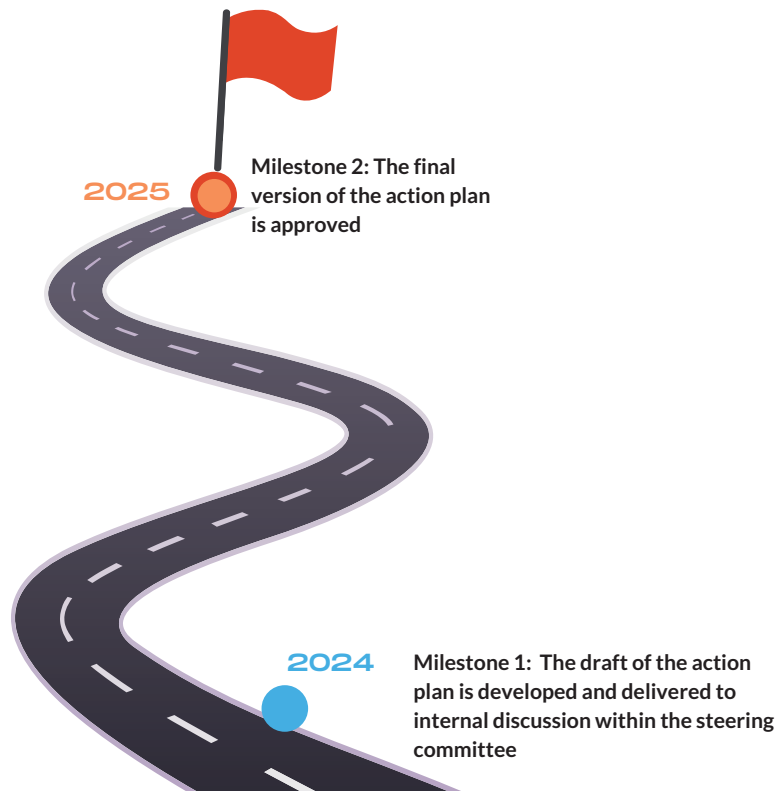 2025
Milestone 2: The final
version of the action plan
is approved
2024
Milestone 1:  The draft of the action
plan is developed and delivered to
internal discussion within the steering
committee